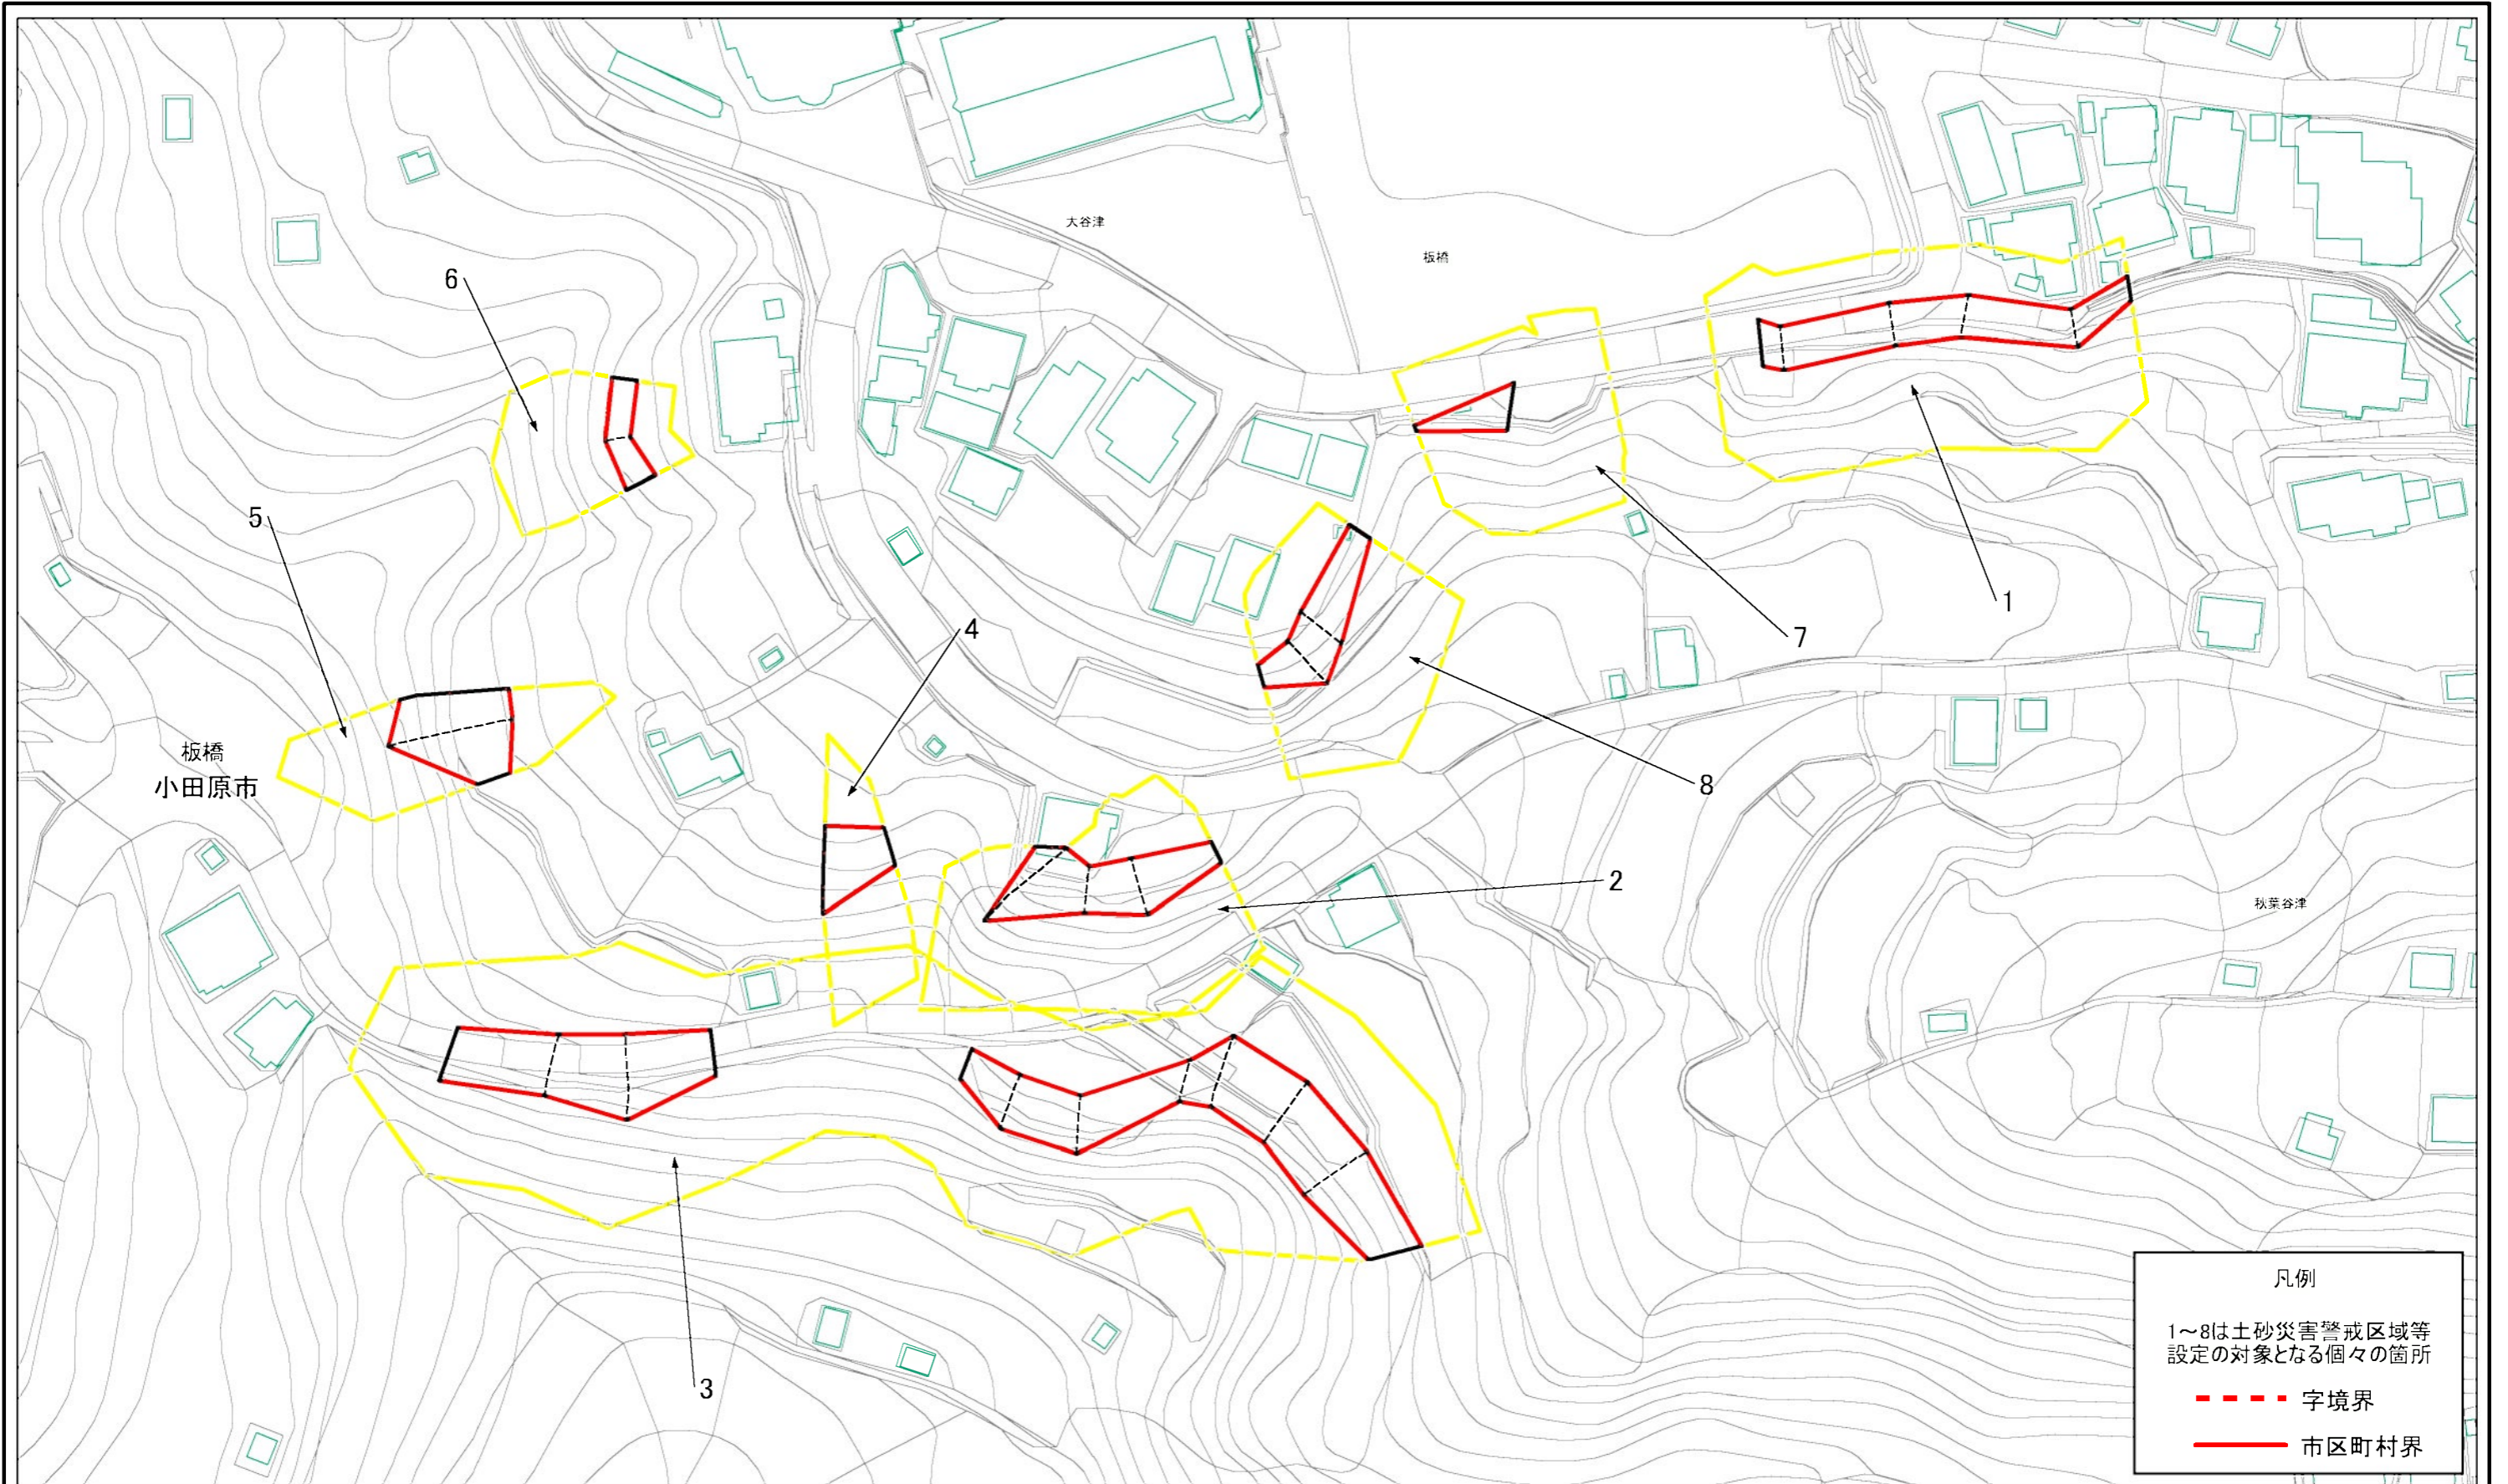 大谷津
板橋
6
5
1
4
7
板橋
小田原市
8
2
秋葉谷津
3
凡例
1～8は土砂災害警戒区域等
設定の対象となる個々の箇所
字境界
市区町村界